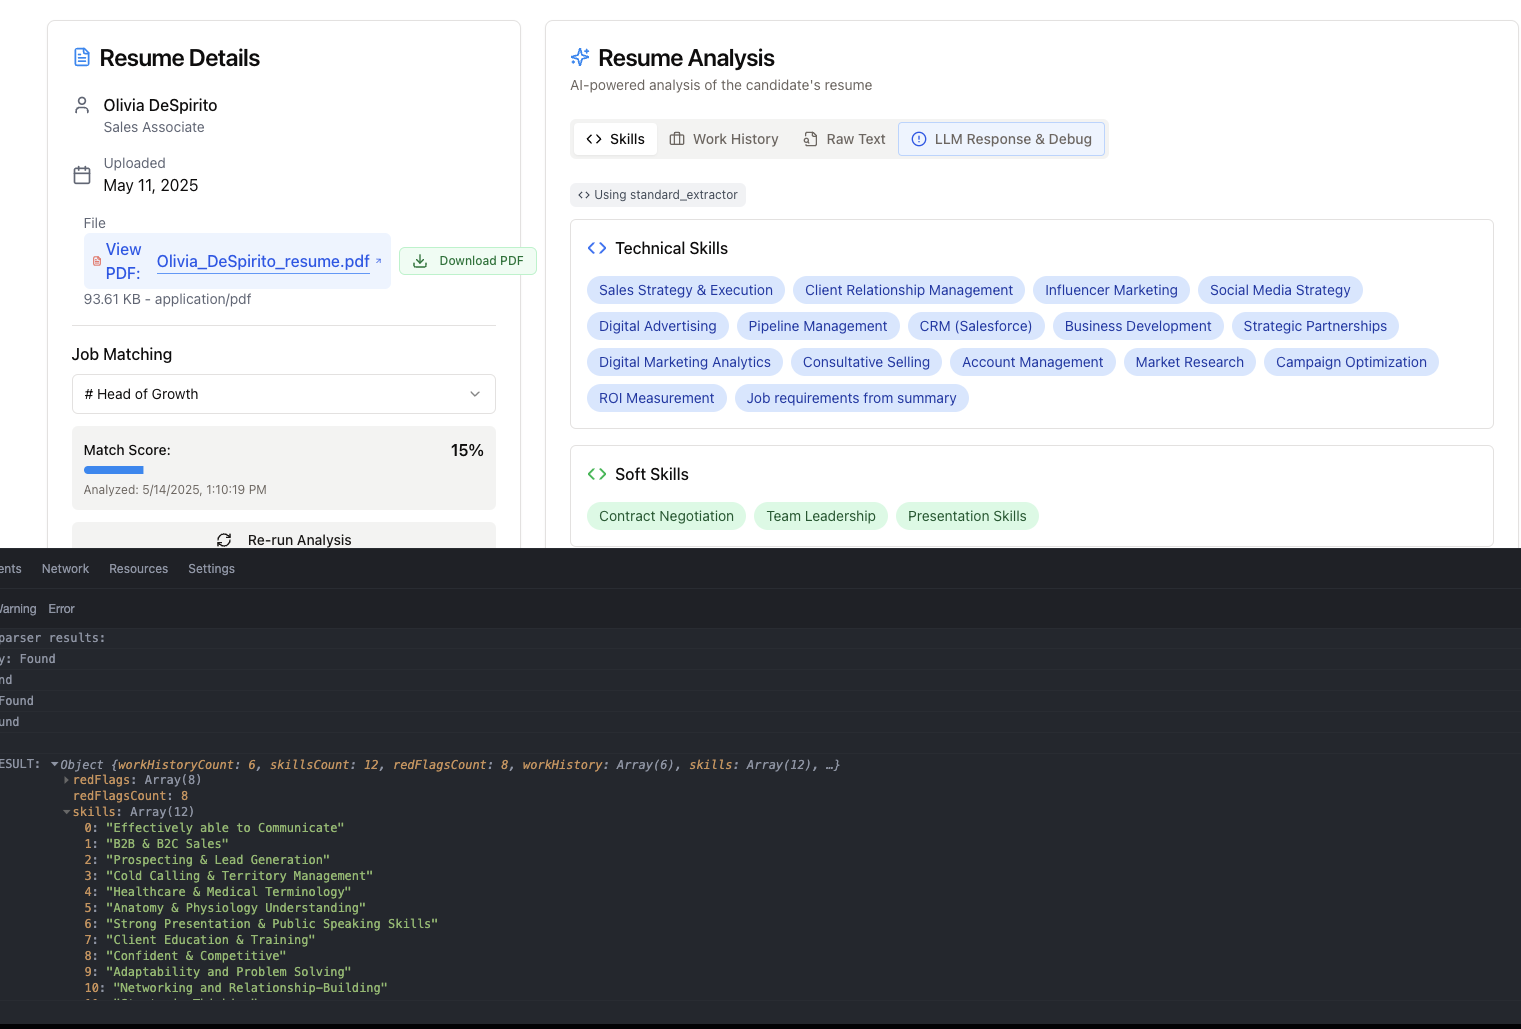 Resume Details
Olivia DeSpirito
Sales Associate
Uploaded
May 11, 2025
File
View PDF: Olivia_DeSpirito_resume.pdf
Download PDF
93.61 KB - application/pdf
Job Matching
# Head of Growth
Match Score: 15%
Analyzed: 5/14/2025, 1:10:19 PM
Re-run Analysis
Resume Analysis
AI-powered analysis of the candidate's resume
Skills Work History Raw Text LLM Response & Debug
Using standard_extractor
Technical Skills
Sales Strategy & Execution Client Relationship Management Influencer Marketing Social Media Strategy
Digital Advertising Pipeline Management CRM (Salesforce) Business Development Strategic Partnerships
Digital Marketing Analytics Consultative Selling Account Management Market Research Campaign Optimization
ROI Measurement Job requirements from summary
Soft Skills
Contract Negotiation Team Leadership Presentation Skills
ents Network Resources Settings
Warning Error
parser results:
y: Found
nd
Found
und
ESULT: Object {workHistoryCount: 6, skillsCount: 12, redFlagsCount: 8, workHistory: Array(6), skills: Array(12), …}
redFlags: Array(8)
redFlagsCount: 8
skills: Array(12)
0: "Effectively able to Communicate"
1: "B2B & B2C Sales"
2: "Prospecting & Lead Generation"
3: "Cold Calling & Territory Management"
4: "Healthcare & Medical Terminology"
5: "Anatomy & Physiology Understanding"
6: "Strong Presentation & Public Speaking Skills"
7: "Client Education & Training"
8: "Confident & Competitive"
9: "Adaptability and Problem Solving"
10: "Networking and Relationship-Building"